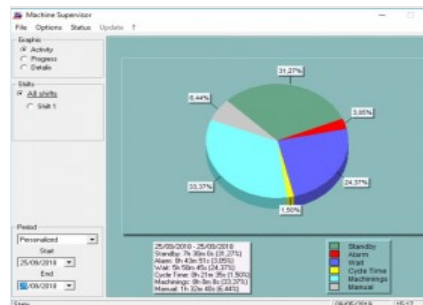 Machine Supervisor
File Options Status Update ?
Graphic
Activity
Progress
Details
Shifts
All shifts
Shift 1
31,27%
3,05%
24,37%
1,50%
33,37%
6,44%
Period
Personalized
Start
25/09/2018
End
/09/2018
25/09/2018 - 25/09/2018
Standby: 7h 30m 0s (31,27%)
Alarm: 0h 43m 51s (3,05%)
Wait: 5h 50m 45s (24,37%)
Cycle Time: 0h 21m 35s (1,50%)
Machinings: 8h 0m 8s (33,37%)
Manual: 1h 32m 40s (6,44%)
Standby
Alarm
Wait
Cycle Time
Machinings
Manual